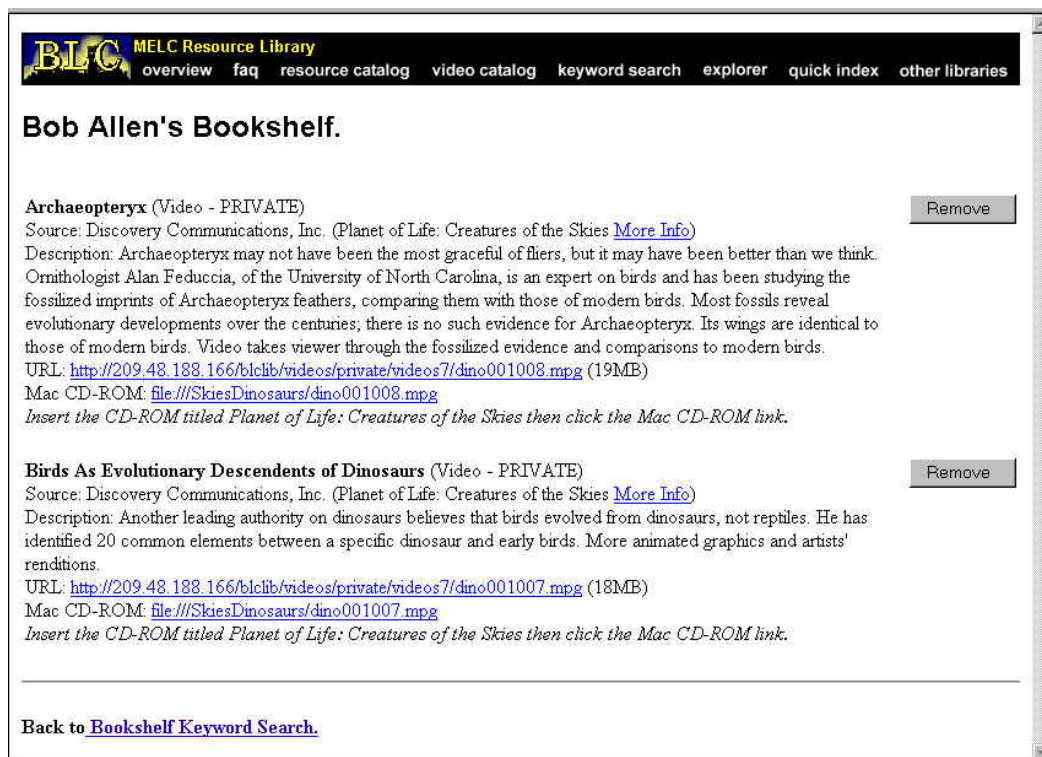 BLC MELC Resource Library
overview faq resource catalog video catalog keyword search explorer quick index other libraries
Bob Allen's Bookshelf.
Archaeopteryx (Video - PRIVATE) Remove
Source: Discovery Communications, Inc. (Planet of Life: Creatures of the Skies More Info)
Description: Archaeopteryx may not have been the most graceful of fliers, but it may have been better than we think.
Ornithologist Alan Feduccia, of the University of North Carolina, is an expert on birds and has been studying the
fossilized imprints of Archaeopteryx feathers, comparing them with those of modern birds. Most fossils reveal
evolutionary developments over the centuries; there is no such evidence for Archaeopteryx. Its wings are identical to
those of modern birds. Video takes viewer through the fossilized evidence and comparisons to modern birds.
URL: http://209.48.188.166/blclib/videos/private/videos7/dino001008.mpg (19MB)
Mac CD-ROM: file:///SkiesDinosaurs/dino001008.mpg
Insert the CD-ROM titled Planet of Life: Creatures of the Skies then click the Mac CD-ROM link.
Birds As Evolutionary Descendents of Dinosaurs (Video - PRIVATE) Remove
Source: Discovery Communications, Inc. (Planet of Life: Creatures of the Skies More Info)
Description: Another leading authority on dinosaurs believes that birds evolved from dinosaurs, not reptiles. He has
identified 20 common elements between a specific dinosaur and early birds. More animated graphics and artists'
renditions.
URL: http://209.48.188.166/blclib/videos/private/videos7/dino001007.mpg (18MB)
Mac CD-ROM: file:///SkiesDinosaurs/dino001007.mpg
Insert the CD-ROM titled Planet of Life: Creatures of the Skies then click the Mac CD-ROM link.
Back to Bookshelf Keyword Search.